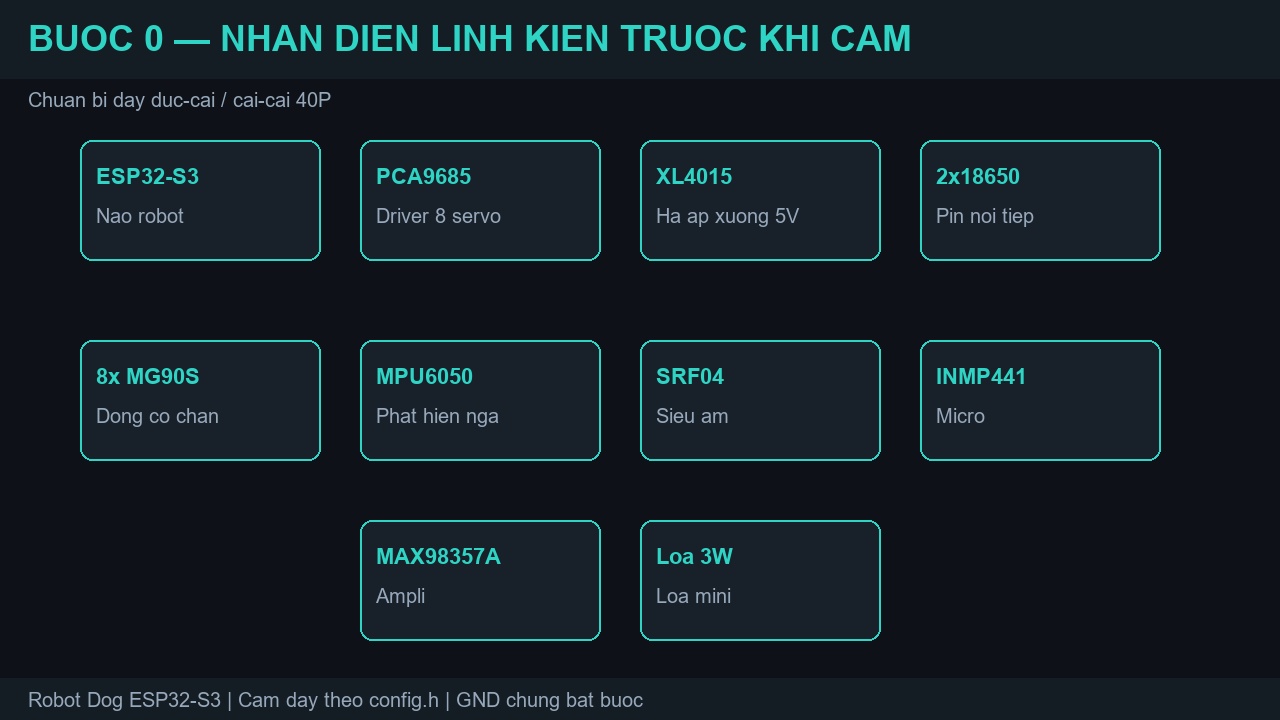 BUOC 0 — NHAN DIEN LINH KIEN TRUOC KHI CAM
Chuan bi day duc-cai / cai-cai 40P
ESP32-S3
Nao robot
PCA9685
Driver 8 servo
XL4015
Ha ap xuong 5V
2x18650
Pin noi tiep
8x MG90S
Dong co chan
MPU6050
Phat hien nga
SRF04
Sieu am
INMP441
Micro
MAX98357A
Ampli
Loa 3W
Loa mini
Robot Dog ESP32-S3 | Cam day theo config.h | GND chung bat buoc